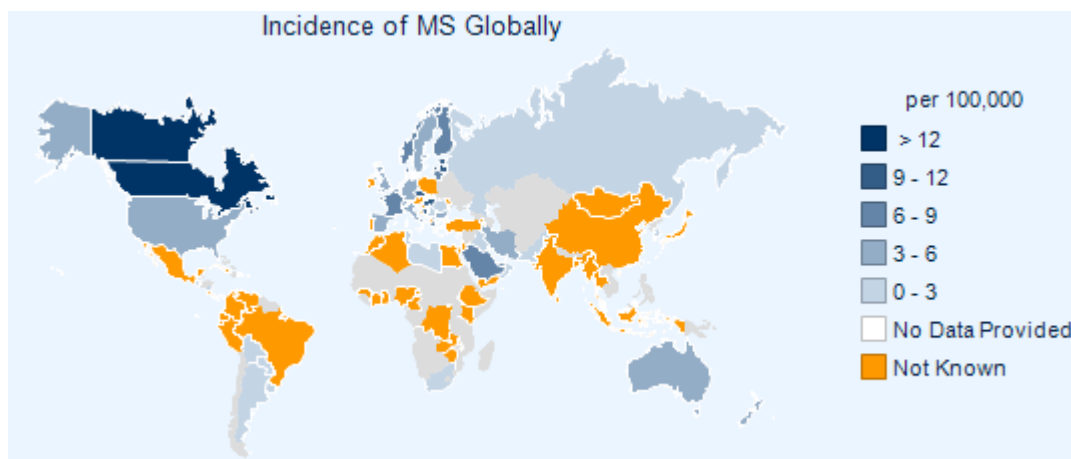 Incidence of MS Globally
per 100,000
> 12
9 - 12
6 - 9
3 - 6
0 - 3
No Data Provided
Not Known